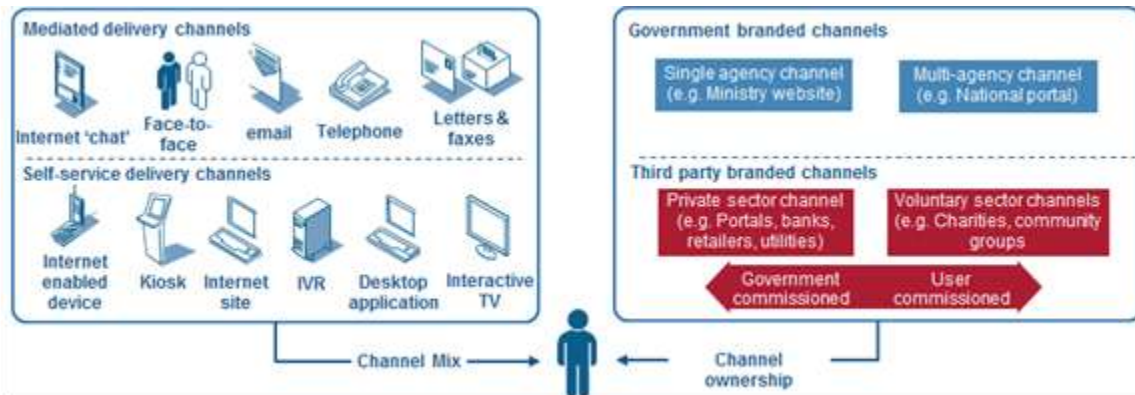 Mediated delivery channels
Internet 'chat'
Face-to-
face
email
Telephone
Letters &
faxes
Self-service delivery channels
Internet
enabled
device
Kiosk
Internet
site
IVR
Desktop
application
Interactive
TV
Channel Mix
Government branded channels
Single agency channel
(e.g. Ministry website)
Multi-agency channel
(e.g. National portal)
Third party branded channels
Private sector channel
(e.g. Portals, banks,
retailers, utilities)
Voluntary sector channels
(e.g. Charities, community
groups
Government
commissioned
User
commissioned
Channel
ownership